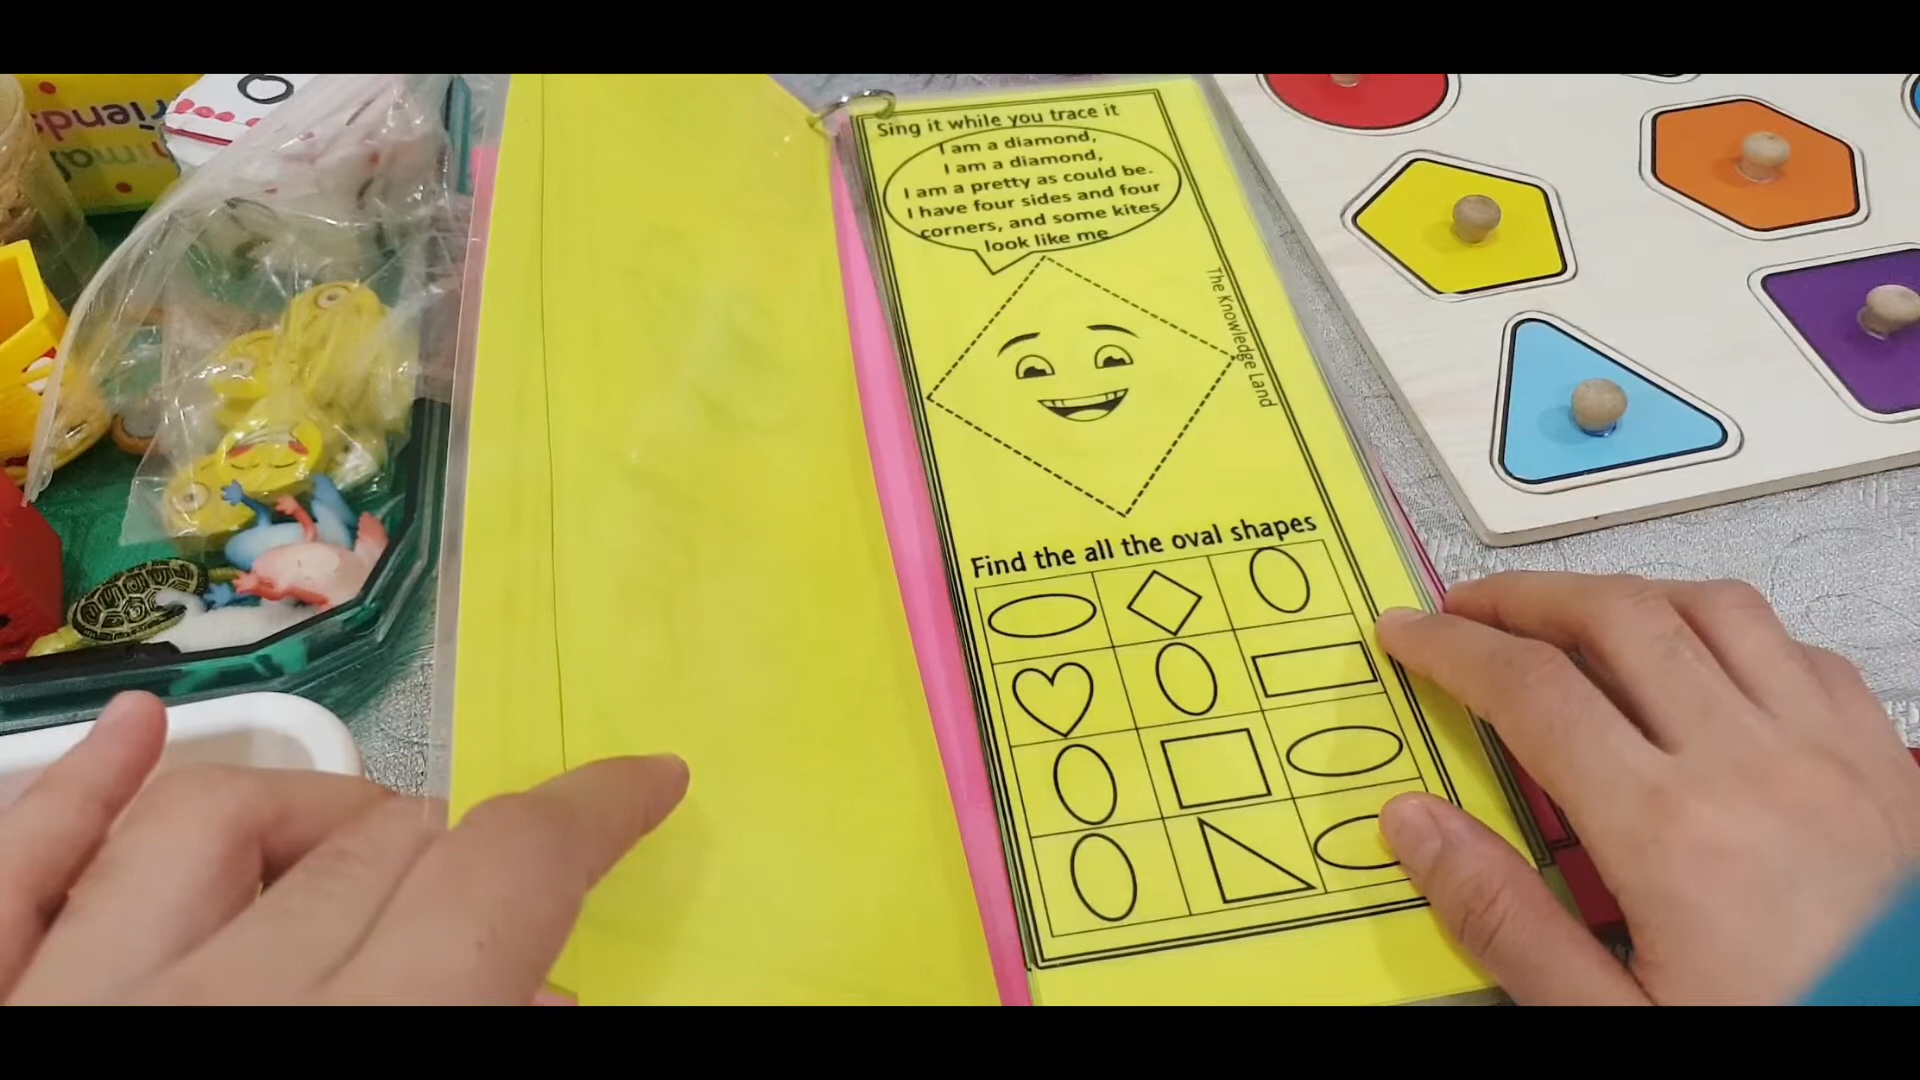 Sing it while you trace it
I am a diamond,
I am a diamond,
I am a pretty as could be.
I have four sides and four
corners, and some kites
look like me
The Knowledge Land
Find the all the oval shapes